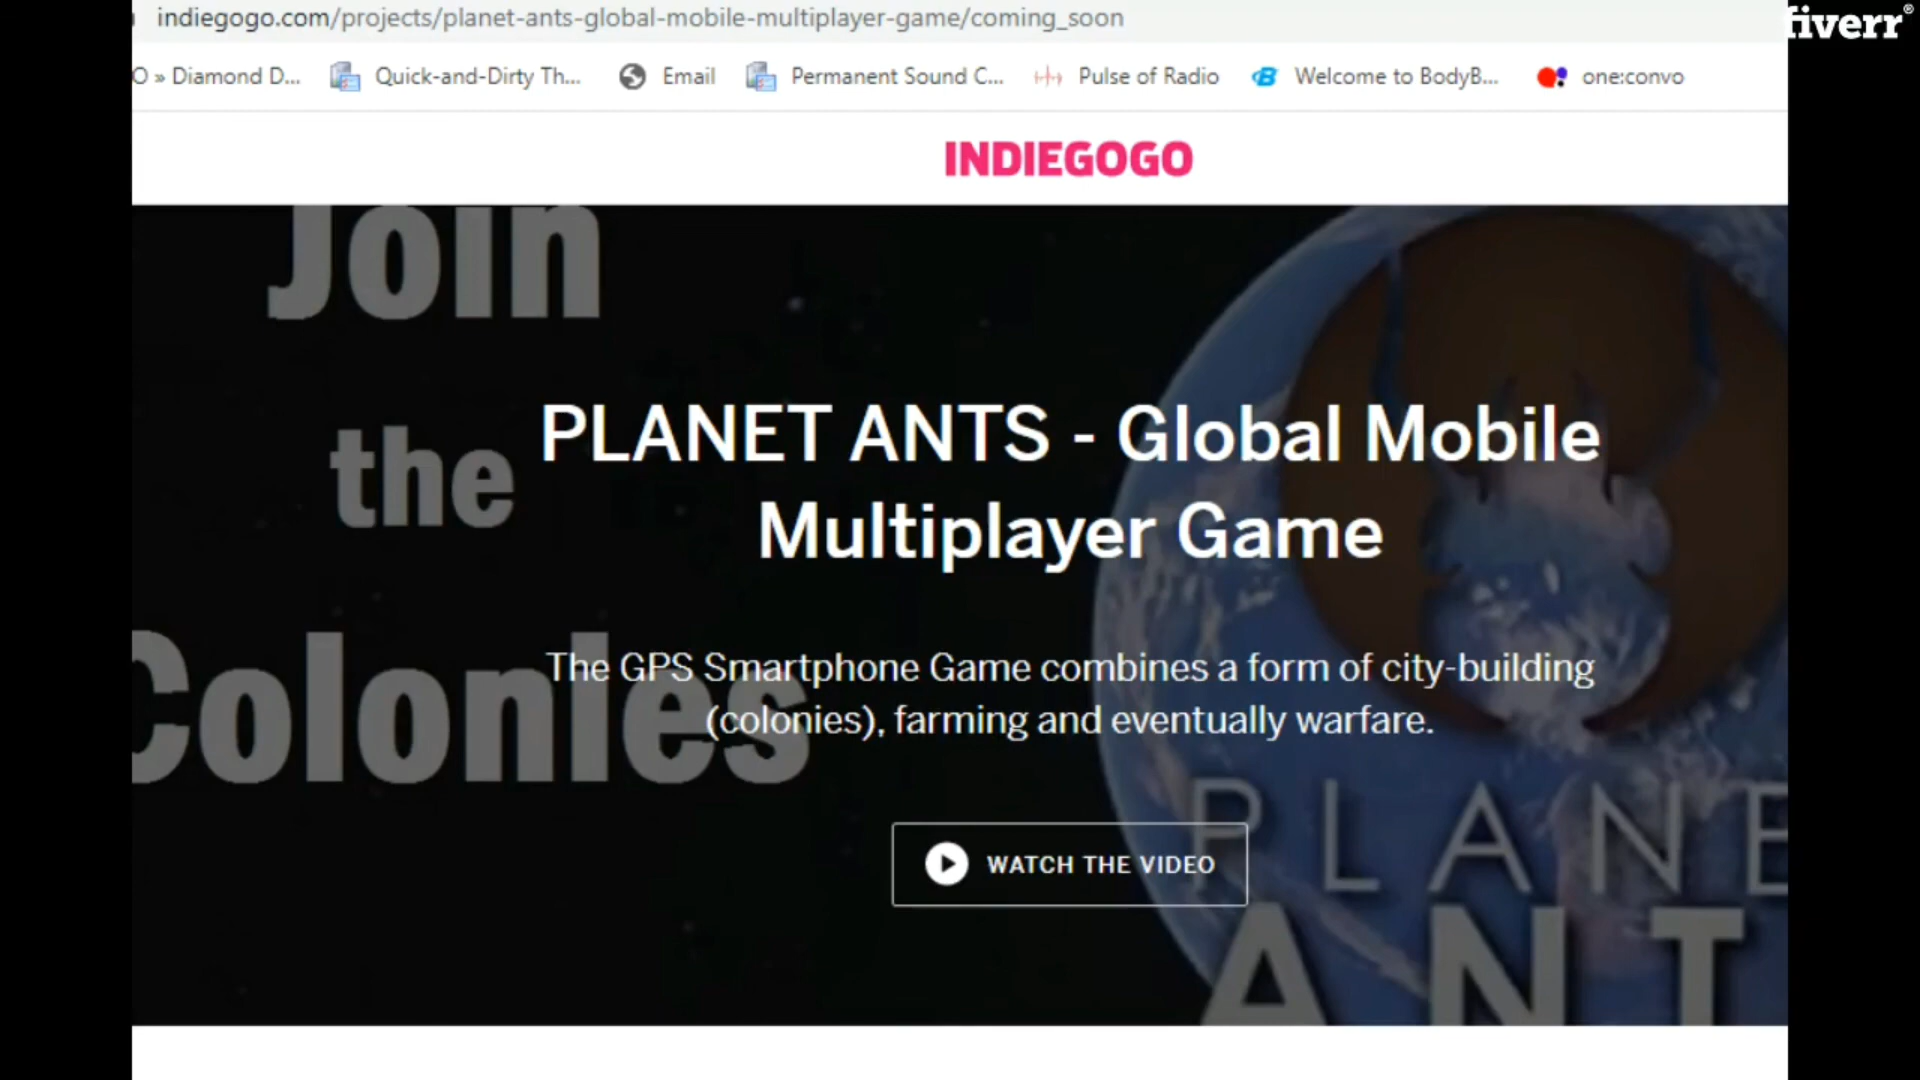 indiegogo.com/projects/planet-ants-global-mobile-multiplayer-game/coming_soon
fiverr®
O » Diamond D... Quick-and-Dirty Th... Email Permanent Sound C... Pulse of Radio Welcome to BodyB... one:convo
INDIEGOGO
Join
the
Colonies
PLANET ANTS - Global Mobile
Multiplayer Game
The GPS Smartphone Game combines a form of city-building
(colonies), farming and eventually warfare.
WATCH THE VIDEO
PLANE
ANT